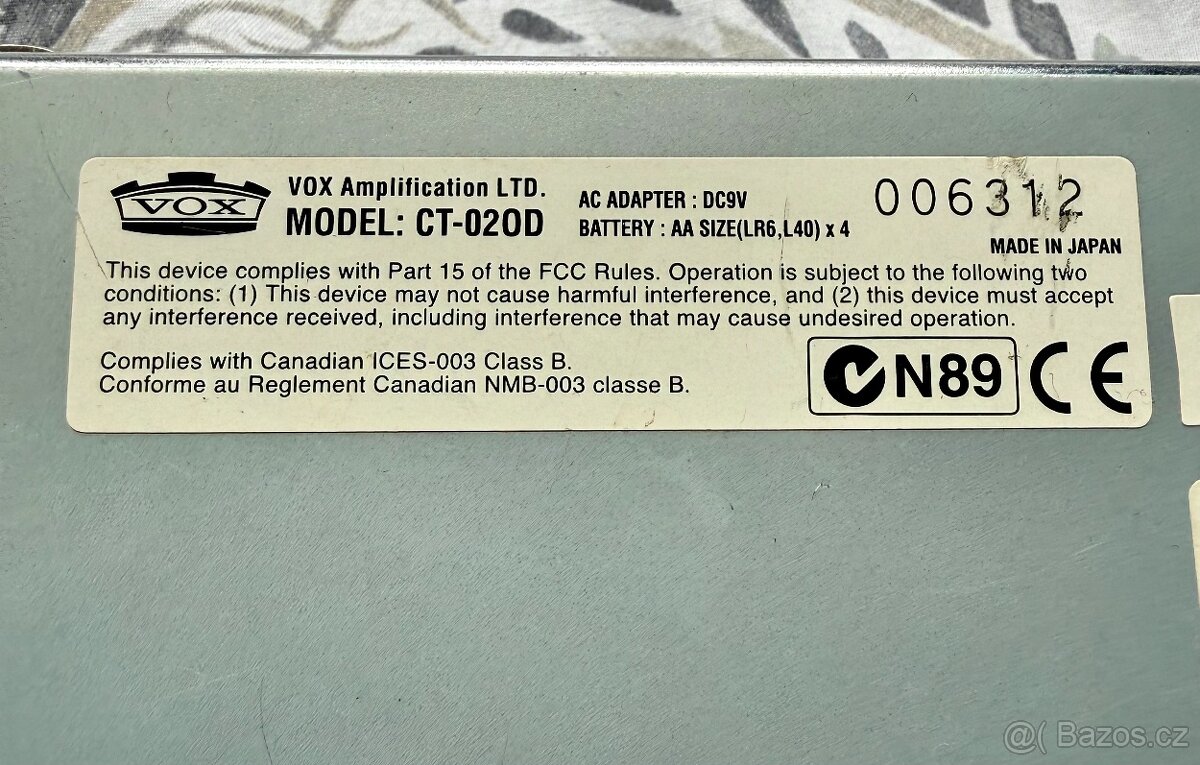 VOX
VOX Amplification LTD.
MODEL: CT-02OD
AC ADAPTER : DC9V
BATTERY : AA SIZE(LR6,L40) x 4
006312
MADE IN JAPAN
This device complies with Part 15 of the FCC Rules. Operation is subject to the following two
conditions: (1) This device may not cause harmful interference, and (2) this device must accept
any interference received, including interference that may cause undesired operation.
Complies with Canadian ICES-003 Class B.
Conforme au Reglement Canadian NMB-003 classe B.
N89
CE
@( Bazos.cz